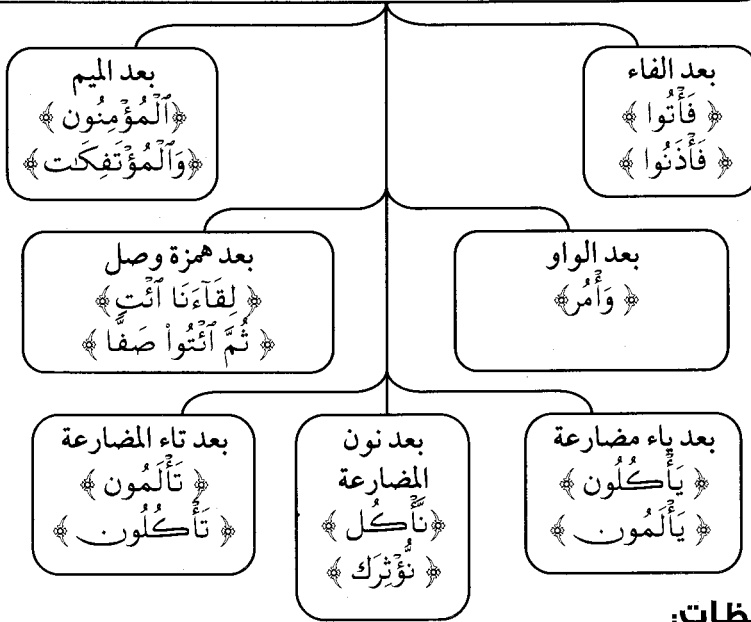 بعد الفاء
﴿ فَأْتُوا ﴾
﴿ فَأْذَنُوا ﴾
بعد الميم
﴿ٱلْمُؤْمِنُون ﴾
﴿وَٱلْمُؤْتَفِكَٰت ﴾
بعد الواو
﴿ وَأْمُر﴾
بعد همزة وصل
﴿ لِقَآءَنَا ٱئْتِ﴾
﴿ ثُمَّ ٱئْتُوا۟ صَفًّا ﴾
بعد ياء مضارعة
﴿ يَأْكُلُون ﴾
﴿ يَأْلَمُون ﴾
بعد نون
المضارعة
﴿نَّأْكُل ﴾
﴿ نُّؤْثِرَك ﴾
بعد تاء المضارعة
﴿ تَأْلَمُون ﴾
﴿ تَأْكُلُون ﴾